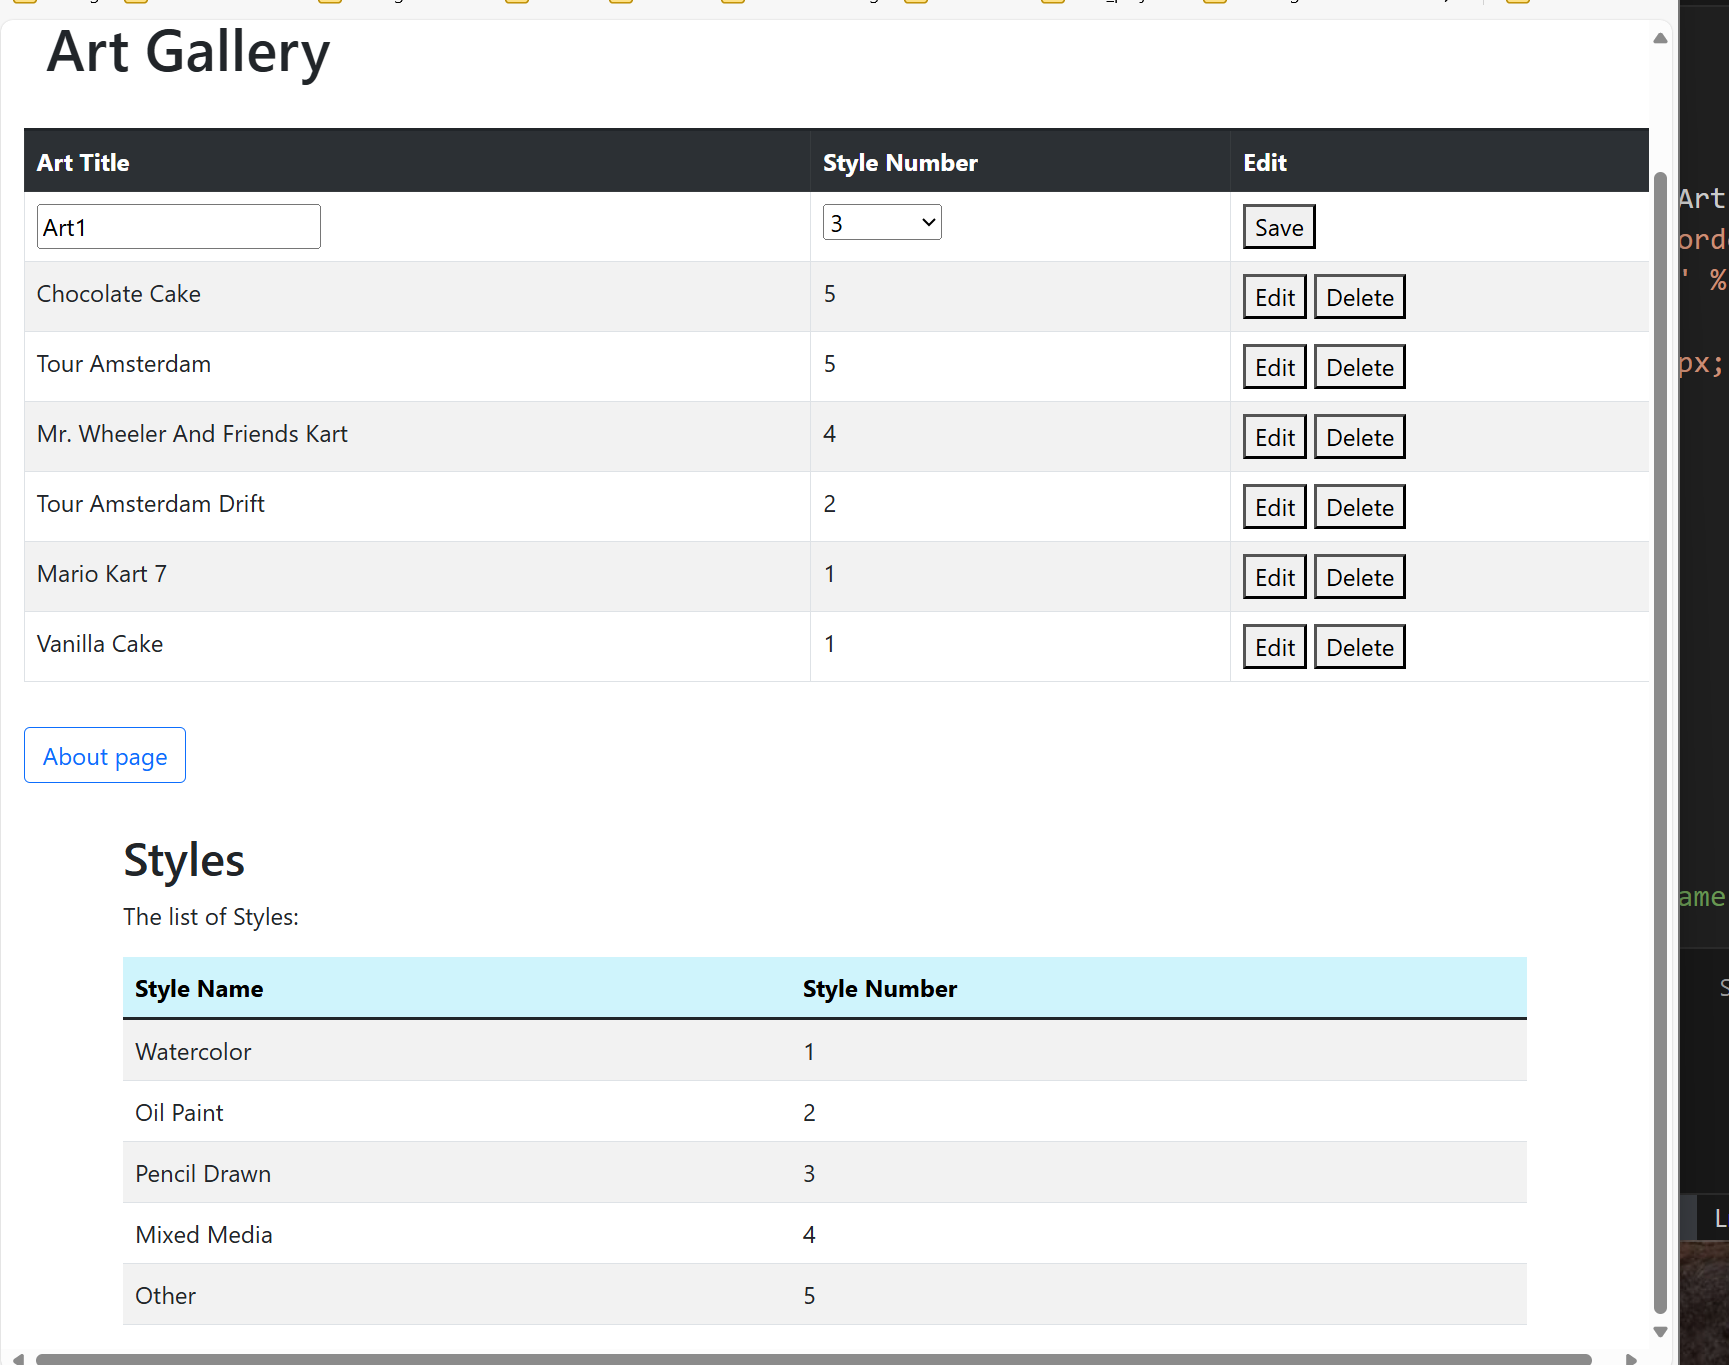 Art Gallery
Art Title Style Number Edit
Art1 3 Save
Chocolate Cake 5 Edit Delete
Tour Amsterdam 5 Edit Delete
Mr. Wheeler And Friends Kart 4 Edit Delete
Tour Amsterdam Drift 2 Edit Delete
Mario Kart 7 1 Edit Delete
Vanilla Cake 1 Edit Delete
About page
Styles
The list of Styles:
Style Name Style Number
Watercolor 1
Oil Paint 2
Pencil Drawn 3
Mixed Media 4
Other 5
Art
' %
px;